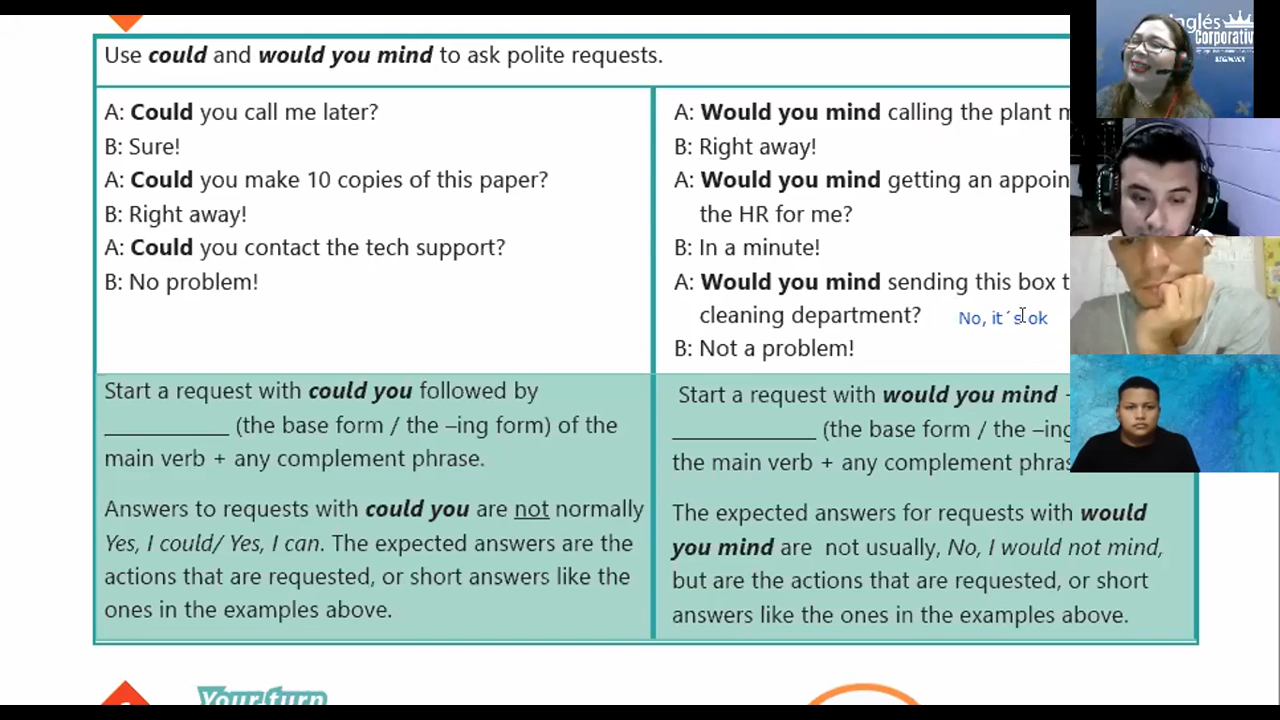 Use could and would you mind to ask polite requests.
A: Could you call me later?
B: Sure!
A: Could you make 10 copies of this paper?
B: Right away!
A: Could you contact the tech support?
B: No problem!
A: Would you mind calling the plant
B: Right away!
A: Would you mind getting an
the HR for me?
B: In a minute!
A: Would you mind sending this box
cleaning department?
No, it´s ok
B: Not a problem!
Start a request with could you followed by
____________ (the base form / the –ing form) of the
main verb + any complement phrase.
Answers to requests with could you are not normally
Yes, I could/ Yes, I can. The expected answers are the
actions that are requested, or short answers like the
ones in the examples above.
Start a request with would you mind
______________ (the base form / the –ing
the main verb + any complement
The expected answers for requests with would
you mind are not usually, No, I would not mind,
but are the actions that are requested, or short
answers like the ones in the examples above.
Your turn
inglés
Corporativo
BEGINNER